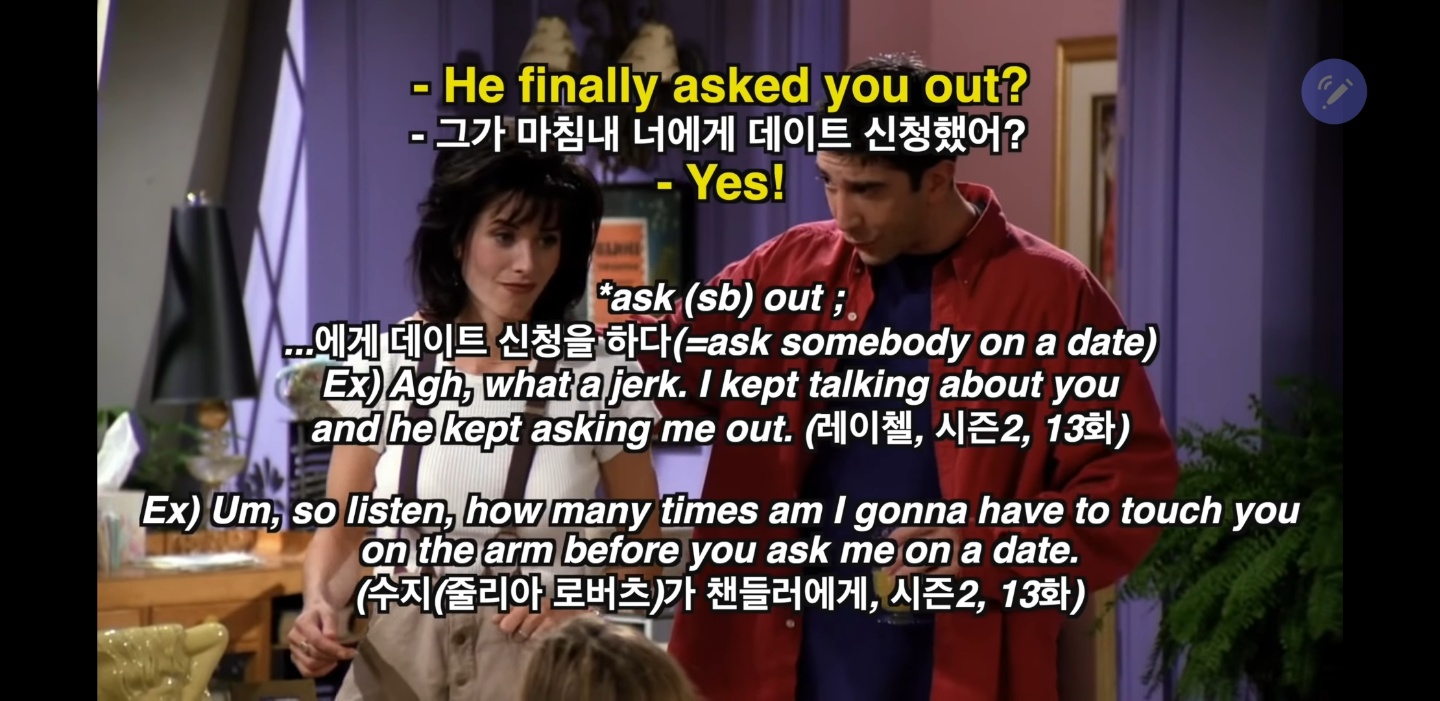 - He finally asked you out?
- 그가 마침내 너에게 데이트 신청했어?
- Yes!
*ask (sb) out ;
...에게 데이트 신청을 하다(=ask somebody on a date)
Ex) Agh, what a jerk. I kept talking about you
and he kept asking me out. (레이첼, 시즌2, 13화)
Ex) Um, so listen, how many times am I gonna have to touch you
on the arm before you ask me on a date.
(수지(줄리아 로버츠)가 챈들러에게, 시즌2, 13화)